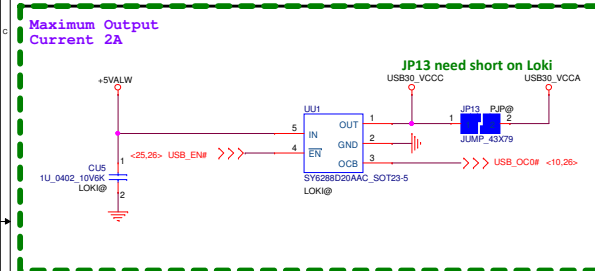 C
Maximum Output
Current 2A
JP13 need short on Loki
+5VALW
USB30_VCCC
USB30_VCCA
UU1
JP13
PJP@
5 IN
OUT 1
1
2
2
GND
JUMP_43X79
<25,26> USB_EN#
4 EN
OCB 3
USB_OC0# <10,26>
CU5
1
1U_0402_10V6K
LOKI@
2
SY6288D20AAC_SOT23-5
LOKI@